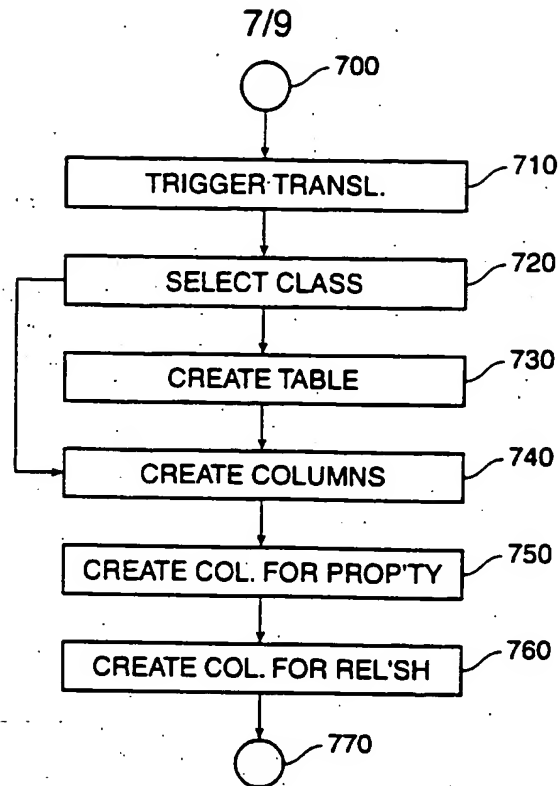 7/9
700
TRIGGER TRANSL.
710
SELECT CLASS
720
CREATE TABLE
730
CREATE COLUMNS
740
CREATE COL. FOR PROP'TY
750
CREATE COL. FOR REL'SH
760
770